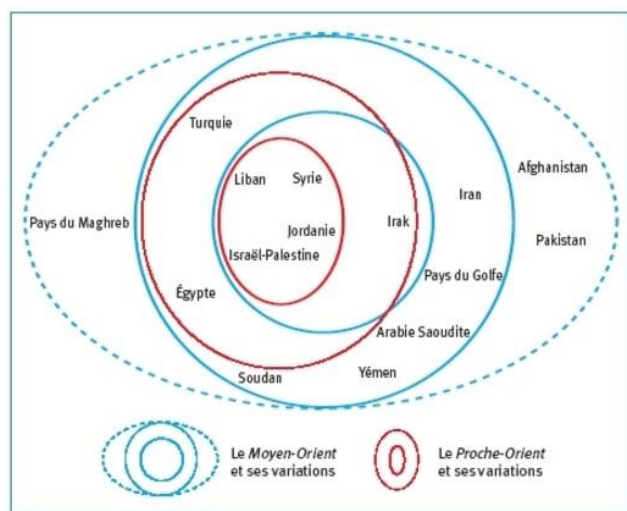 Turquie
Afghanistan
Liban
Syrie
Iran
Pays du Maghreb
Jordanie
Irak
Pakistan
Israël-Palestine
Pays du Golfe
Égypte
Arabie Saoudite
Soudan
Yémen
Le Moyen-Orient
et ses variations
Le Proche-Orient
et ses variations